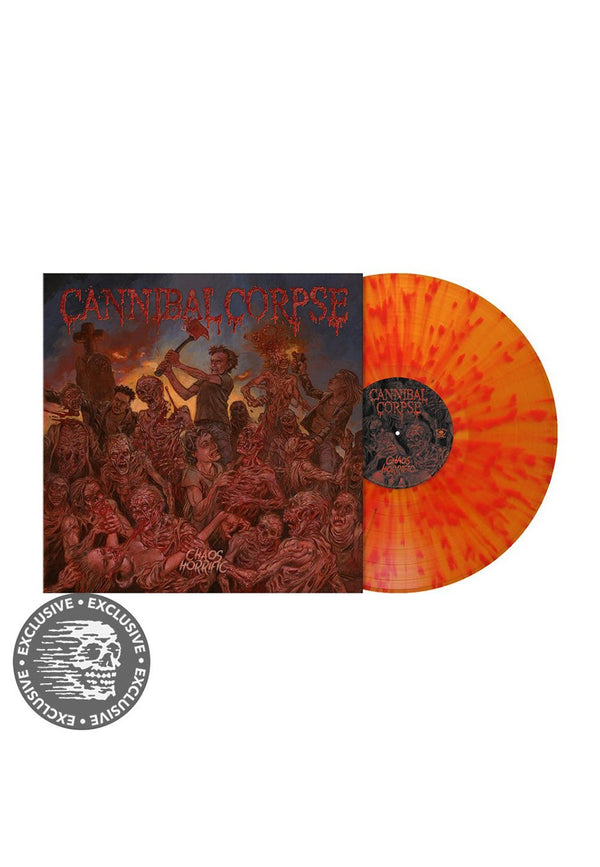 CANNIBAL CORPSE
CHAOS
HORRIFIC
CANNIBAL
CORPSE
CHAOS
HORRIFIC
EXCLUSIVE • EXCLUSIVE • EXCLUSIVE • EXCLUSIVE •